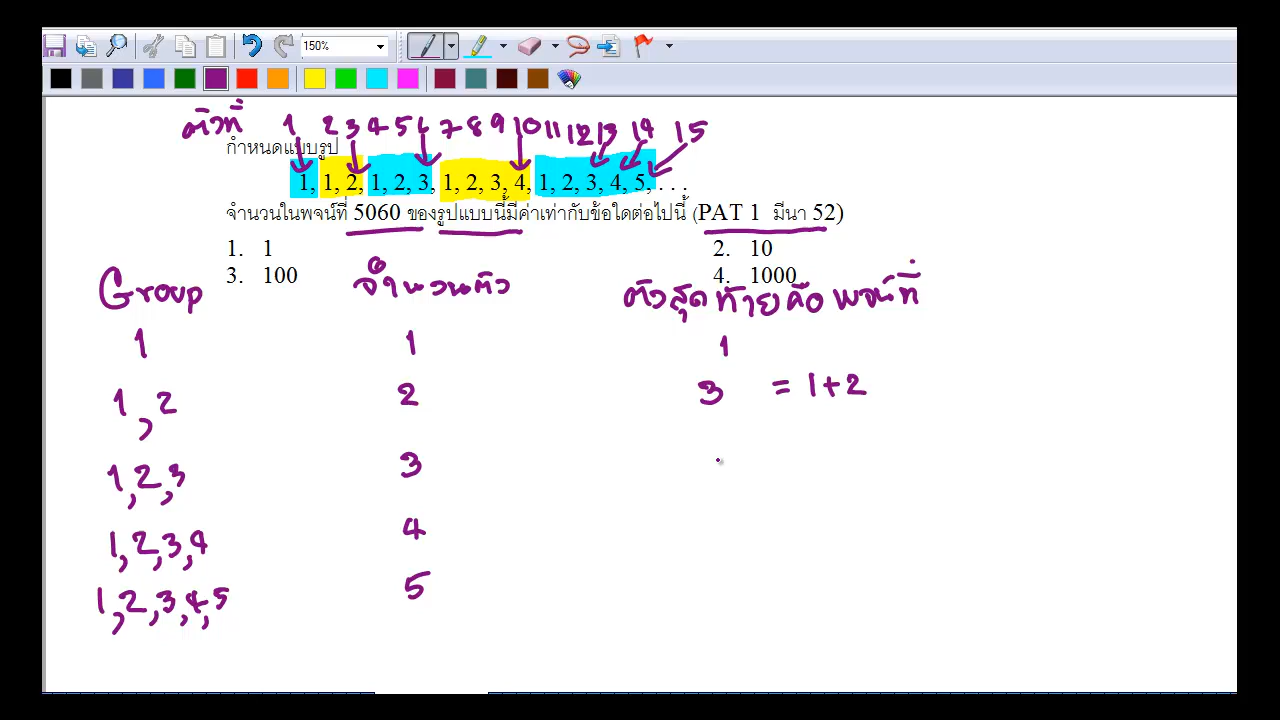 150%
ตัวที่ 1 2 3 4 5 6 7 8 9 10 11 12 13 14 15
กำหนดแบบรูป
1, 1, 2, 1, 2, 3, 1, 2, 3, 4, 1, 2, 3, 4, 5, . . .
จำนวนในพจน์ที่ 5060 ของรูปแบบนี้มีค่าเท่ากับข้อใดต่อไปนี้ (PAT 1 มีนา 52)
1. 1 2. 10
3. 100 4. 1000
Group จำนวนตัว ตัวสุดท้ายคือพจน์ที่
1 1 1
1, 2 2 3 = 1+2
1,2,3 3
1,2,3,4 4
1,2,3,4,5 5